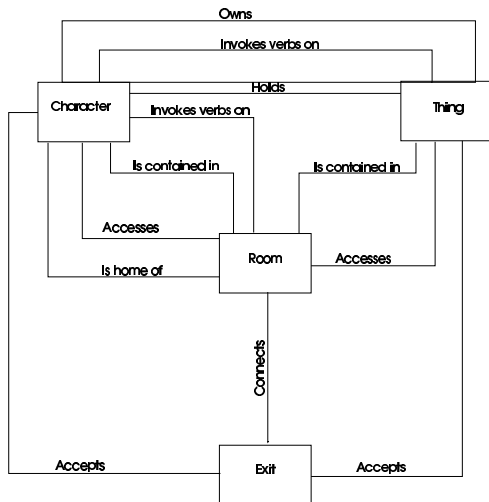 Owns
Invokes verbs on
Holds
Character
Thing
Invokes verbs on
Is contained in
Is contained in
Accesses
Room
Accesses
Is home of
Connects
Accepts
Exit
Accepts